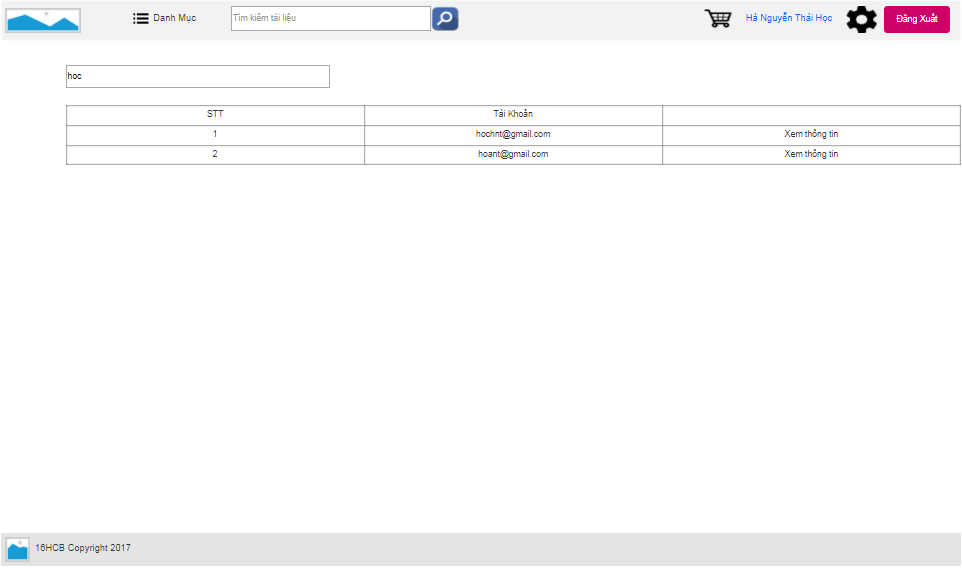 Danh Mục
Tìm kiếm tài liệu
Hà Nguyễn Thái Học
Đăng Xuất
hoc
STT Tài Khoản
1 hochnt@gmail.com Xem thông tin
2 hoant@gmail.com Xem thông tin
16HCB Copyright 2017